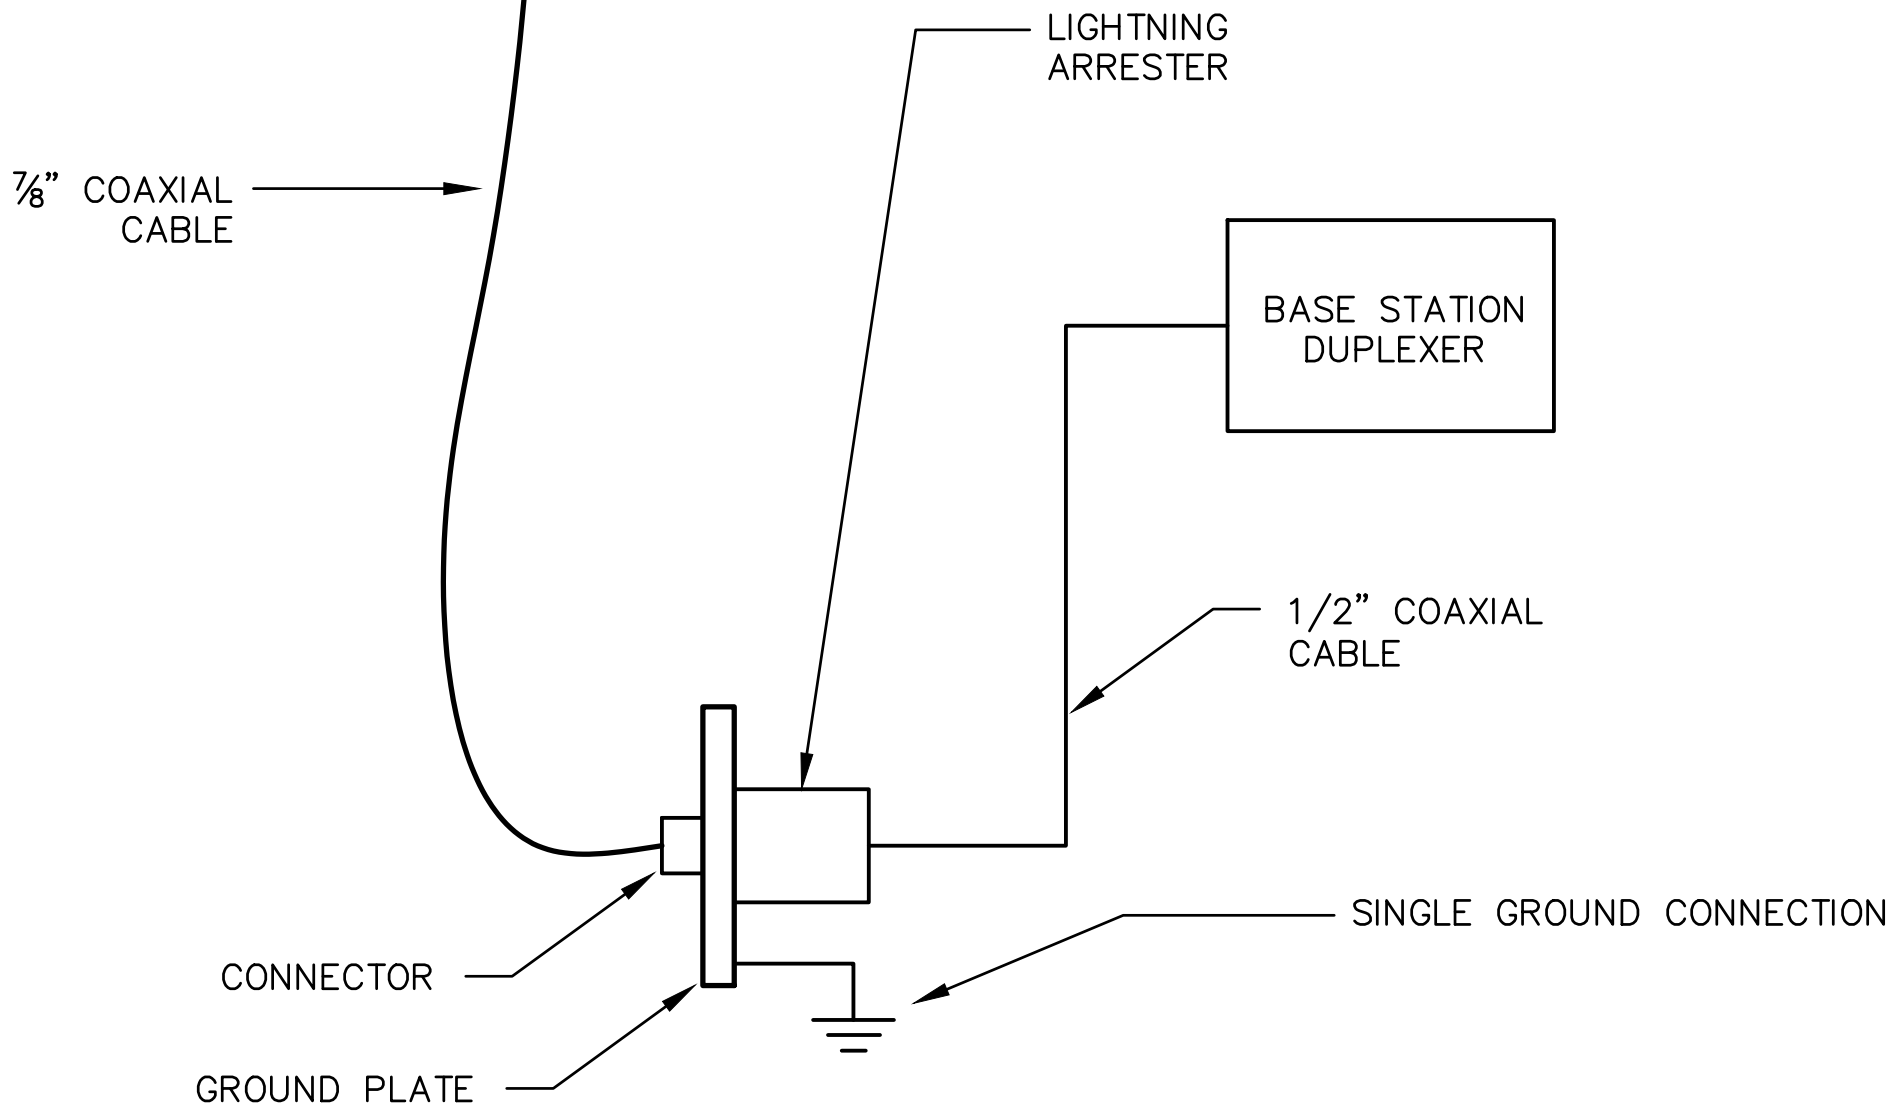 LIGHTNING
ARRESTER
⅞” COAXIAL
CABLE
BASE STATION
DUPLEXER
1/2” COAXIAL
CABLE
SINGLE GROUND CONNECTION
CONNECTOR
GROUND PLATE